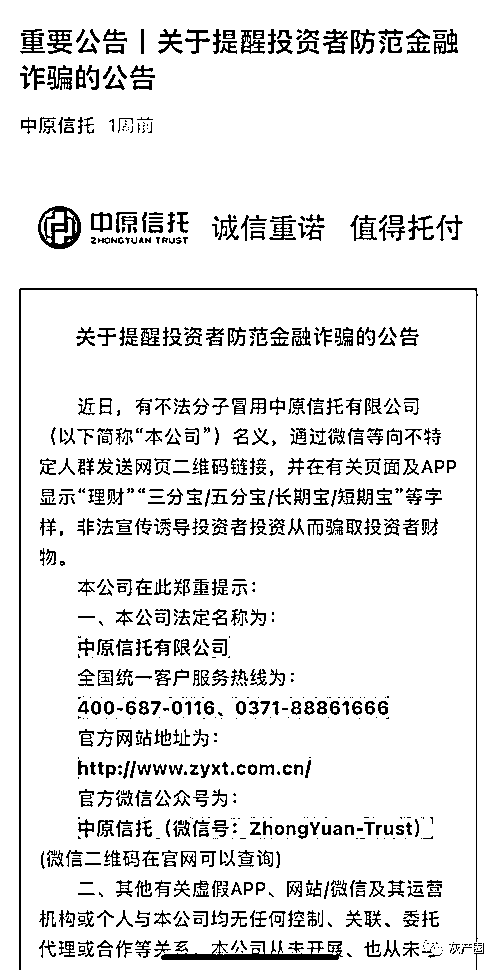 重要公告丨关于提醒投资者防范金融
诈骗的公告
中原信托 1周前
中原信托 诚信重诺 值得托付
ZHONGYUAN TRUST
关于提醒投资者防范金融诈骗的公告
近日，有不法分子冒用中原信托有限公司
（以下简称“本公司”）名义，通过微信等向不特
定人群发送网页二维码链接，并在有关页面及APP
显示“理财”“三分宝/五分宝/长期宝/短期宝”等字
样，非法宣传诱导投资者投资从而骗取投资者财
物。
本公司在此郑重提示：
一、本公司法定名称为：
中原信托有限公司
全国统一客户服务热线为：
400-687-0116、0371-88861666
官方网站地址为：
http://www.zyxt.com.cn/
官方微信公众号为：
中原信托（微信号：ZhongYuan-Trust）
(微信二维码在官网可以查询)
二、其他有关虚假APP、网站/微信及其运营
机构或个人与本公司均无任何控制、关联、委托
代理或合作等关系，本公司从未开展、也从未
灰产圈